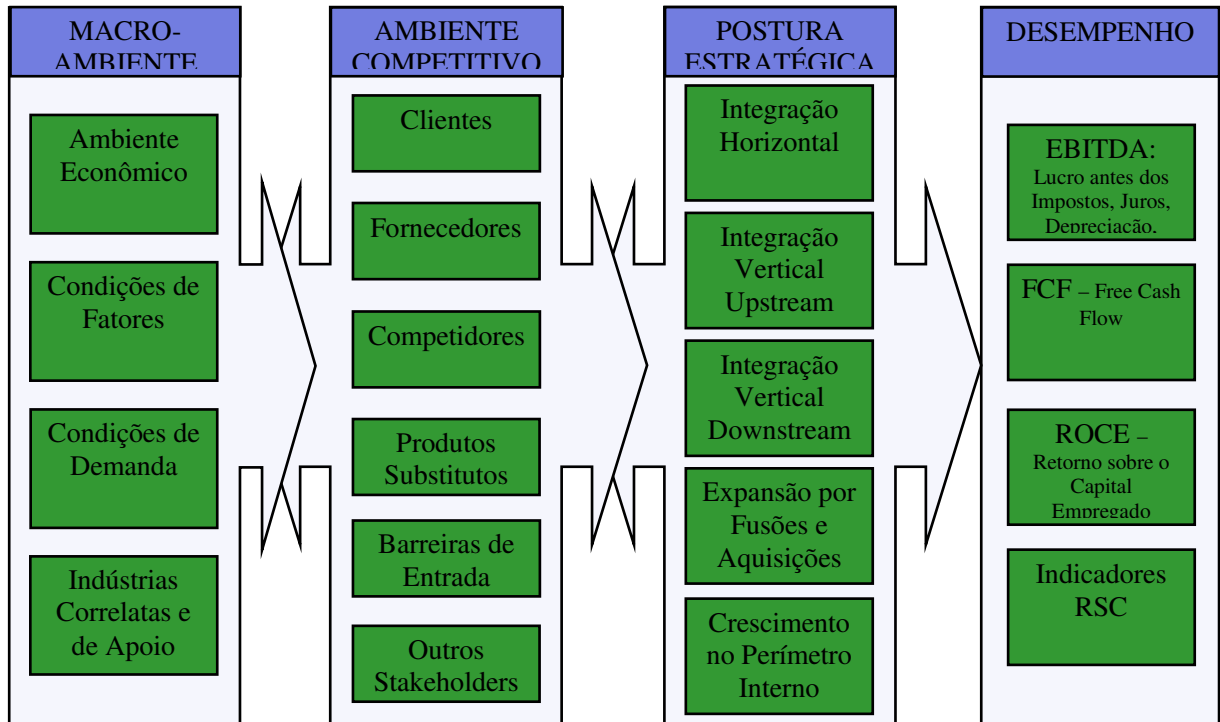 MACRO-
AMBIENTE
Ambiente
Econômico
Condições de
Fatores
Condições de
Demanda
Indústrias
Correlatas e
de Apoio
AMBIENTE
COMPETITIVO
Clientes
Fornecedores
Competidores
Produtos
Substitutos
Barreiras de
Entrada
Outros
Stakeholders
POSTURA
ESTRATÉGICA
Integração
Horizontal
Integração
Vertical
Upstream
Integração
Vertical
Downstream
Expansão por
Fusões e
Aquisições
Crescimento
no Perímetro
Interno
DESEMPENHO
EBITDA:
Lucro antes dos
Impostos, Juros,
Depreciação,
FCF – Free Cash
Flow
ROCE –
Retorno sobre o
Capital
Empregado
Indicadores
RSC